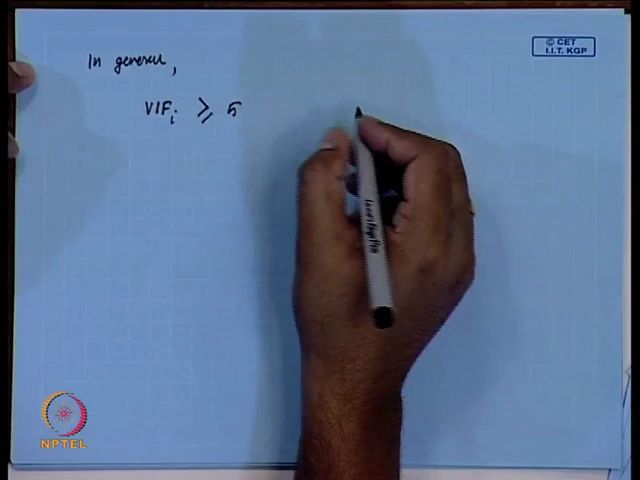 © CET
I.I.T. KGP
In general,
VIFi ≥ 5
NPTEL